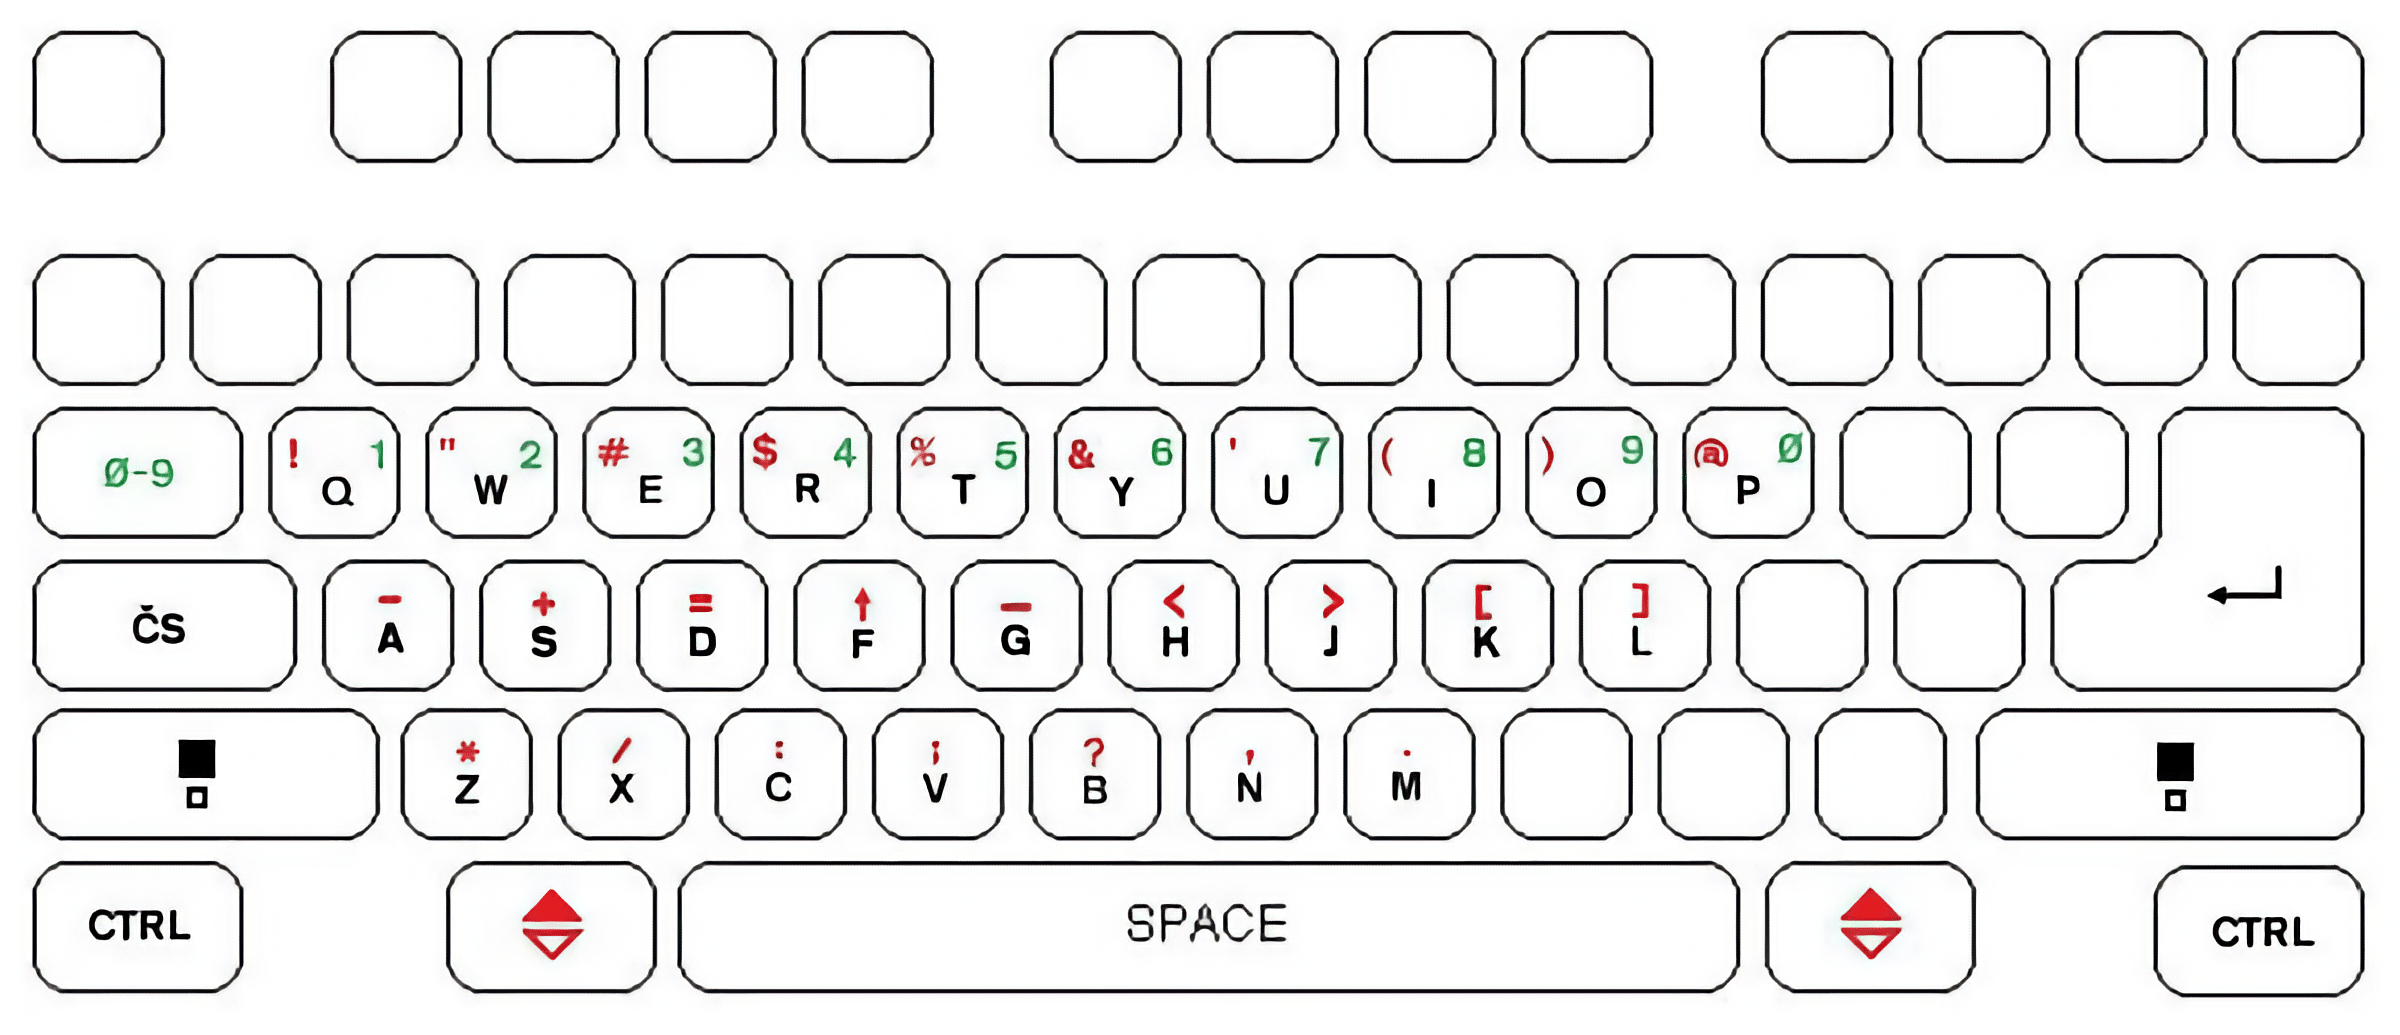 Ø-9 ! 1 Q " 2 W # 3 E $ 4 R % 5 T & 6 Y ' 7 U ( 8 I ) 9 O @ Ø P
ČS - A + S = D ↑ F – G < H > J [ K ] L ↵
* Z / X : C ; V ? B , N . M
CTRL SPACE CTRL